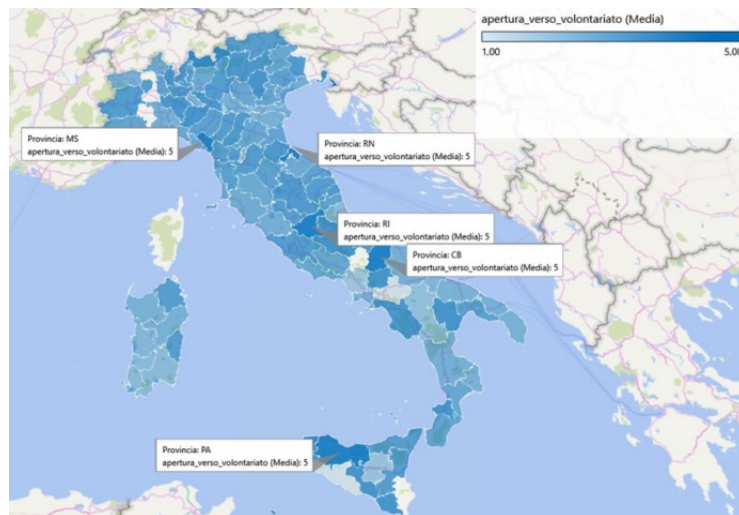 apertura_verso_volontariato (Media)
1,00 5,00
Provincia: MS
apertura_verso_volontariato (Media): 5
Provincia: RN
apertura_verso_volontariato (Media): 5
Provincia: RI
apertura_verso_volontariato (Media): 5
Provincia: CB
apertura_verso_volontariato (Media): 5
Provincia: PA
apertura_verso_volontariato (Media): 5